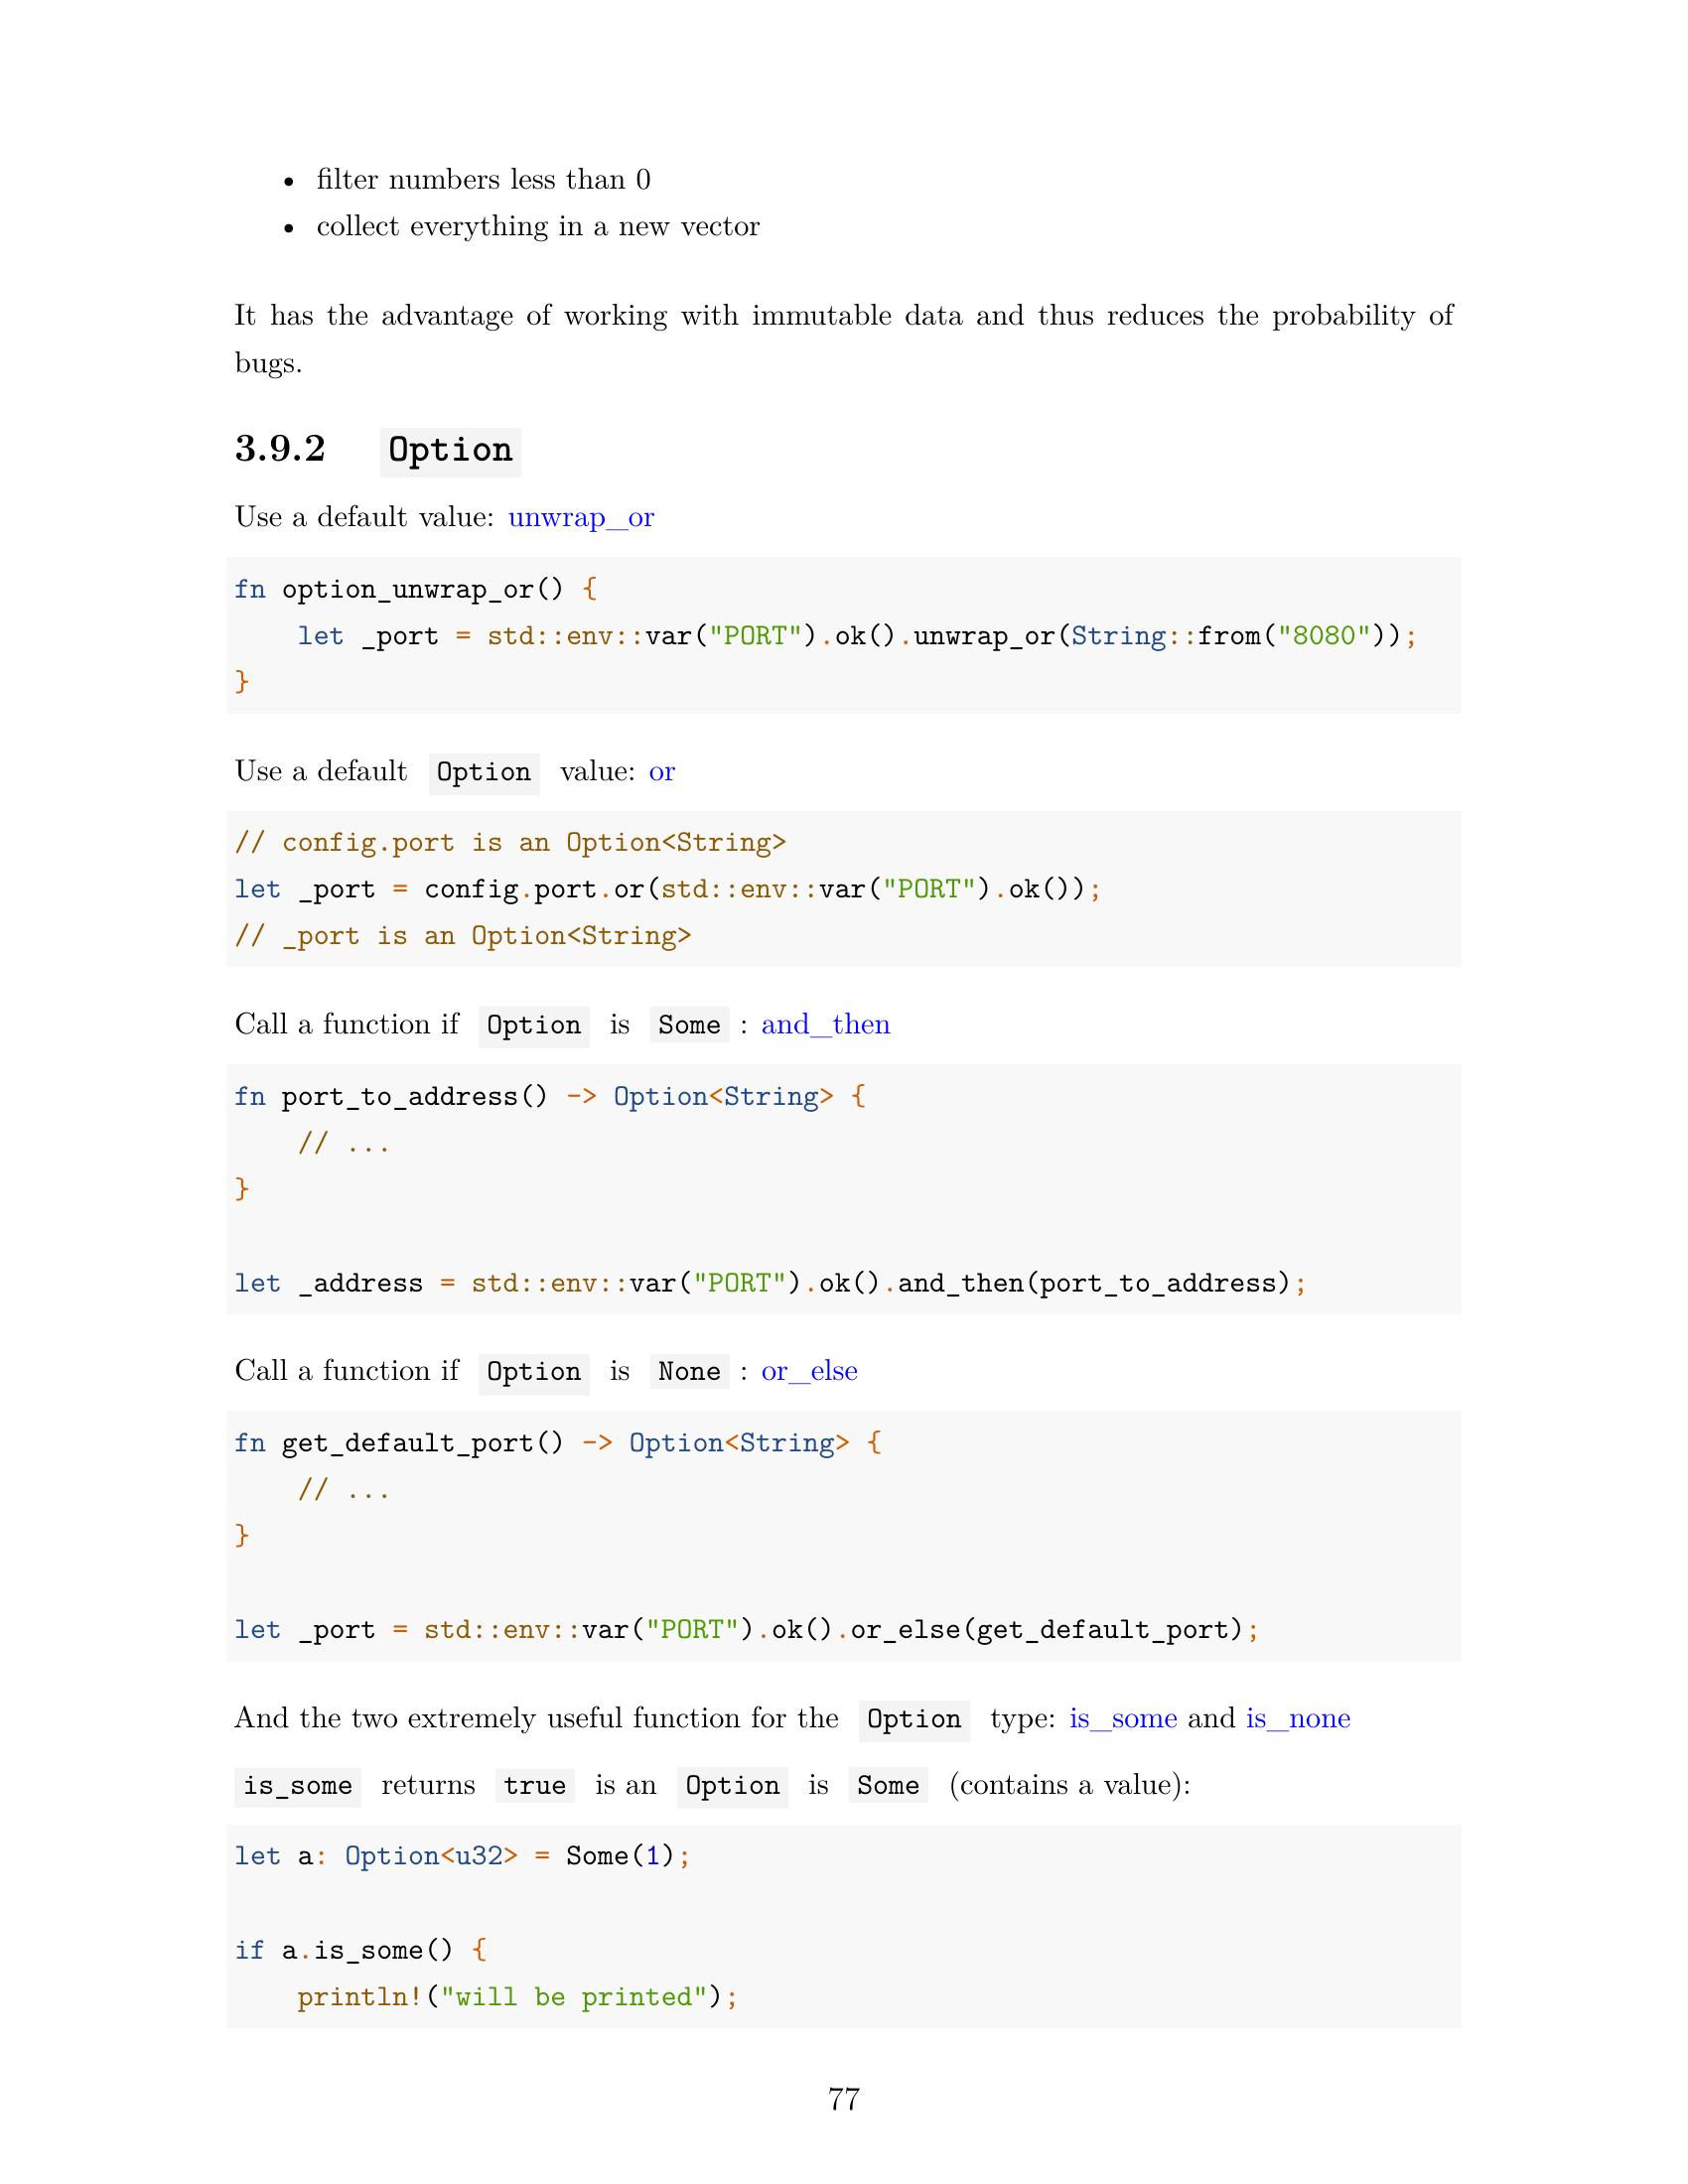 • filter numbers less than 0
• collect everything in a new vector
It has the advantage of working with immutable data and thus reduces the probability of
bugs.
3.9.2 Option
Use a default value: unwrap_or
fn option_unwrap_or() {
    let _port = std::env::var("PORT").ok().unwrap_or(String::from("8080"));
}
Use a default Option value: or
// config.port is an Option<String>
let _port = config.port.or(std::env::var("PORT").ok());
// _port is an Option<String>
Call a function if Option is Some : and_then
fn port_to_address() -> Option<String> {
    // ...
}
let _address = std::env::var("PORT").ok().and_then(port_to_address);
Call a function if Option is None : or_else
fn get_default_port() -> Option<String> {
    // ...
}
let _port = std::env::var("PORT").ok().or_else(get_default_port);
And the two extremely useful function for the Option type: is_some and is_none
is_some returns true is an Option is Some (contains a value):
let a: Option<u32> = Some(1);
if a.is_some() {
    println!("will be printed");
77